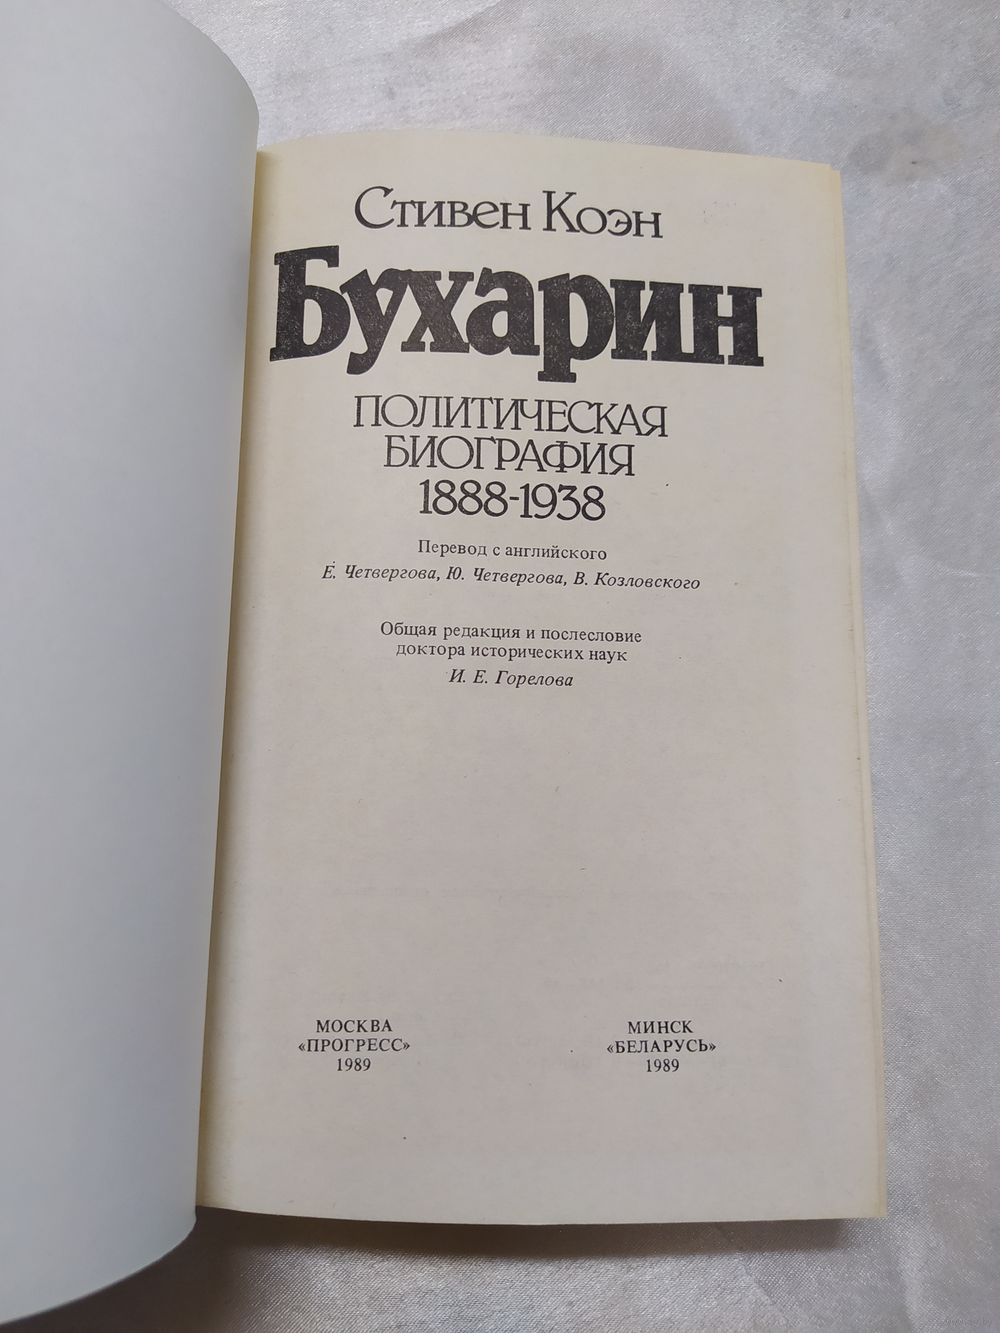 Стивен Коэн
Бухарин
ПОЛИТИЧЕСКАЯ
БИОГРАФИЯ
1888-1938
Перевод с английского
Е. Четвергова, Ю. Четвергова, В. Козловского
Общая редакция и послесловие
доктора исторических наук
И. Е. Горелова
МОСКВА
«ПРОГРЕСС»
1989
МИНСК
«БЕЛАРУСЬ»
1989